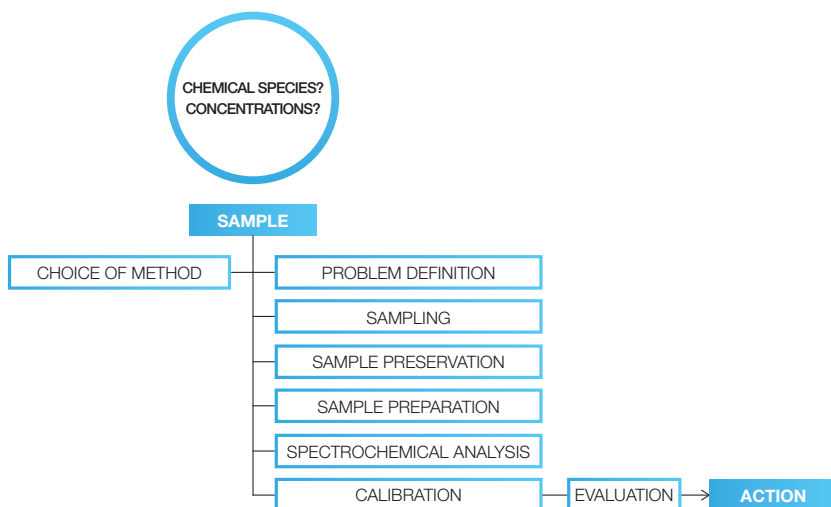 CHEMICAL SPECIES?
CONCENTRATIONS?
SAMPLE
CHOICE OF METHOD
PROBLEM DEFINITION
SAMPLING
SAMPLE PRESERVATION
SAMPLE PREPARATION
SPECTROCHEMICAL ANALYSIS
CALIBRATION
EVALUATION
ACTION